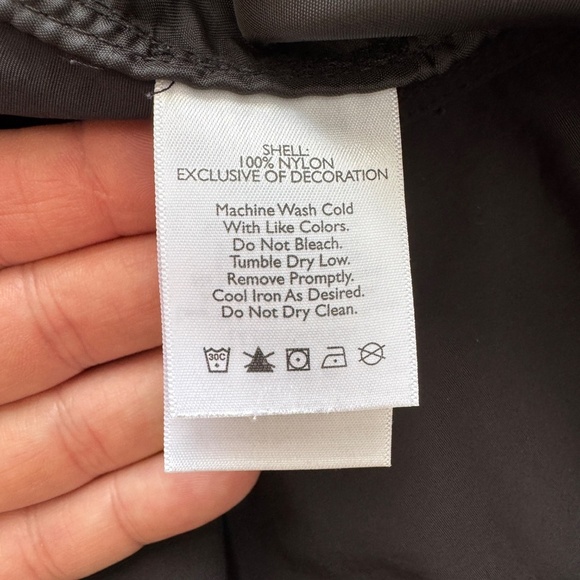 SHELL:
100% NYLON
EXCLUSIVE OF DECORATION
Machine Wash Cold
With Like Colors.
Do Not Bleach.
Tumble Dry Low.
Remove Promptly.
Cool Iron As Desired.
Do Not Dry Clean.
30C